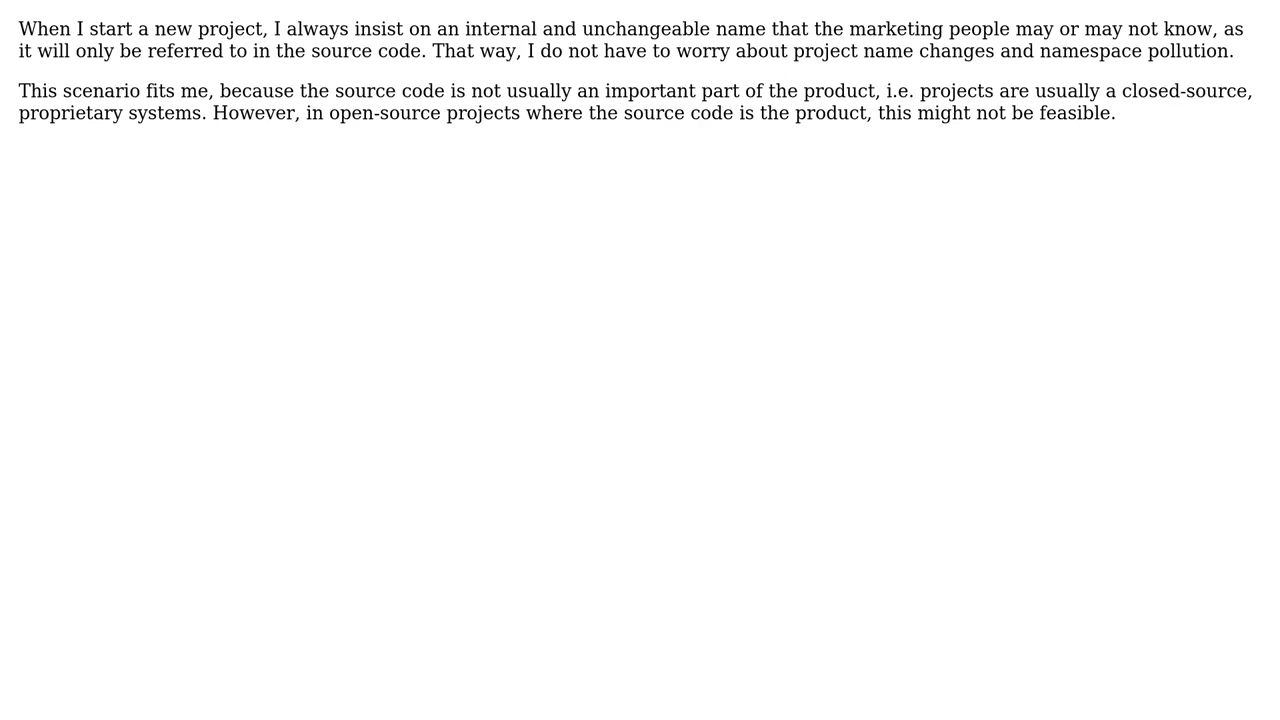 When I start a new project, I always insist on an internal and unchangeable name that the marketing people may or may not know, as
it will only be referred to in the source code. That way, I do not have to worry about project name changes and namespace pollution.
This scenario fits me, because the source code is not usually an important part of the product, i.e. projects are usually a closed-source,
proprietary systems. However, in open-source projects where the source code is the product, this might not be feasible.